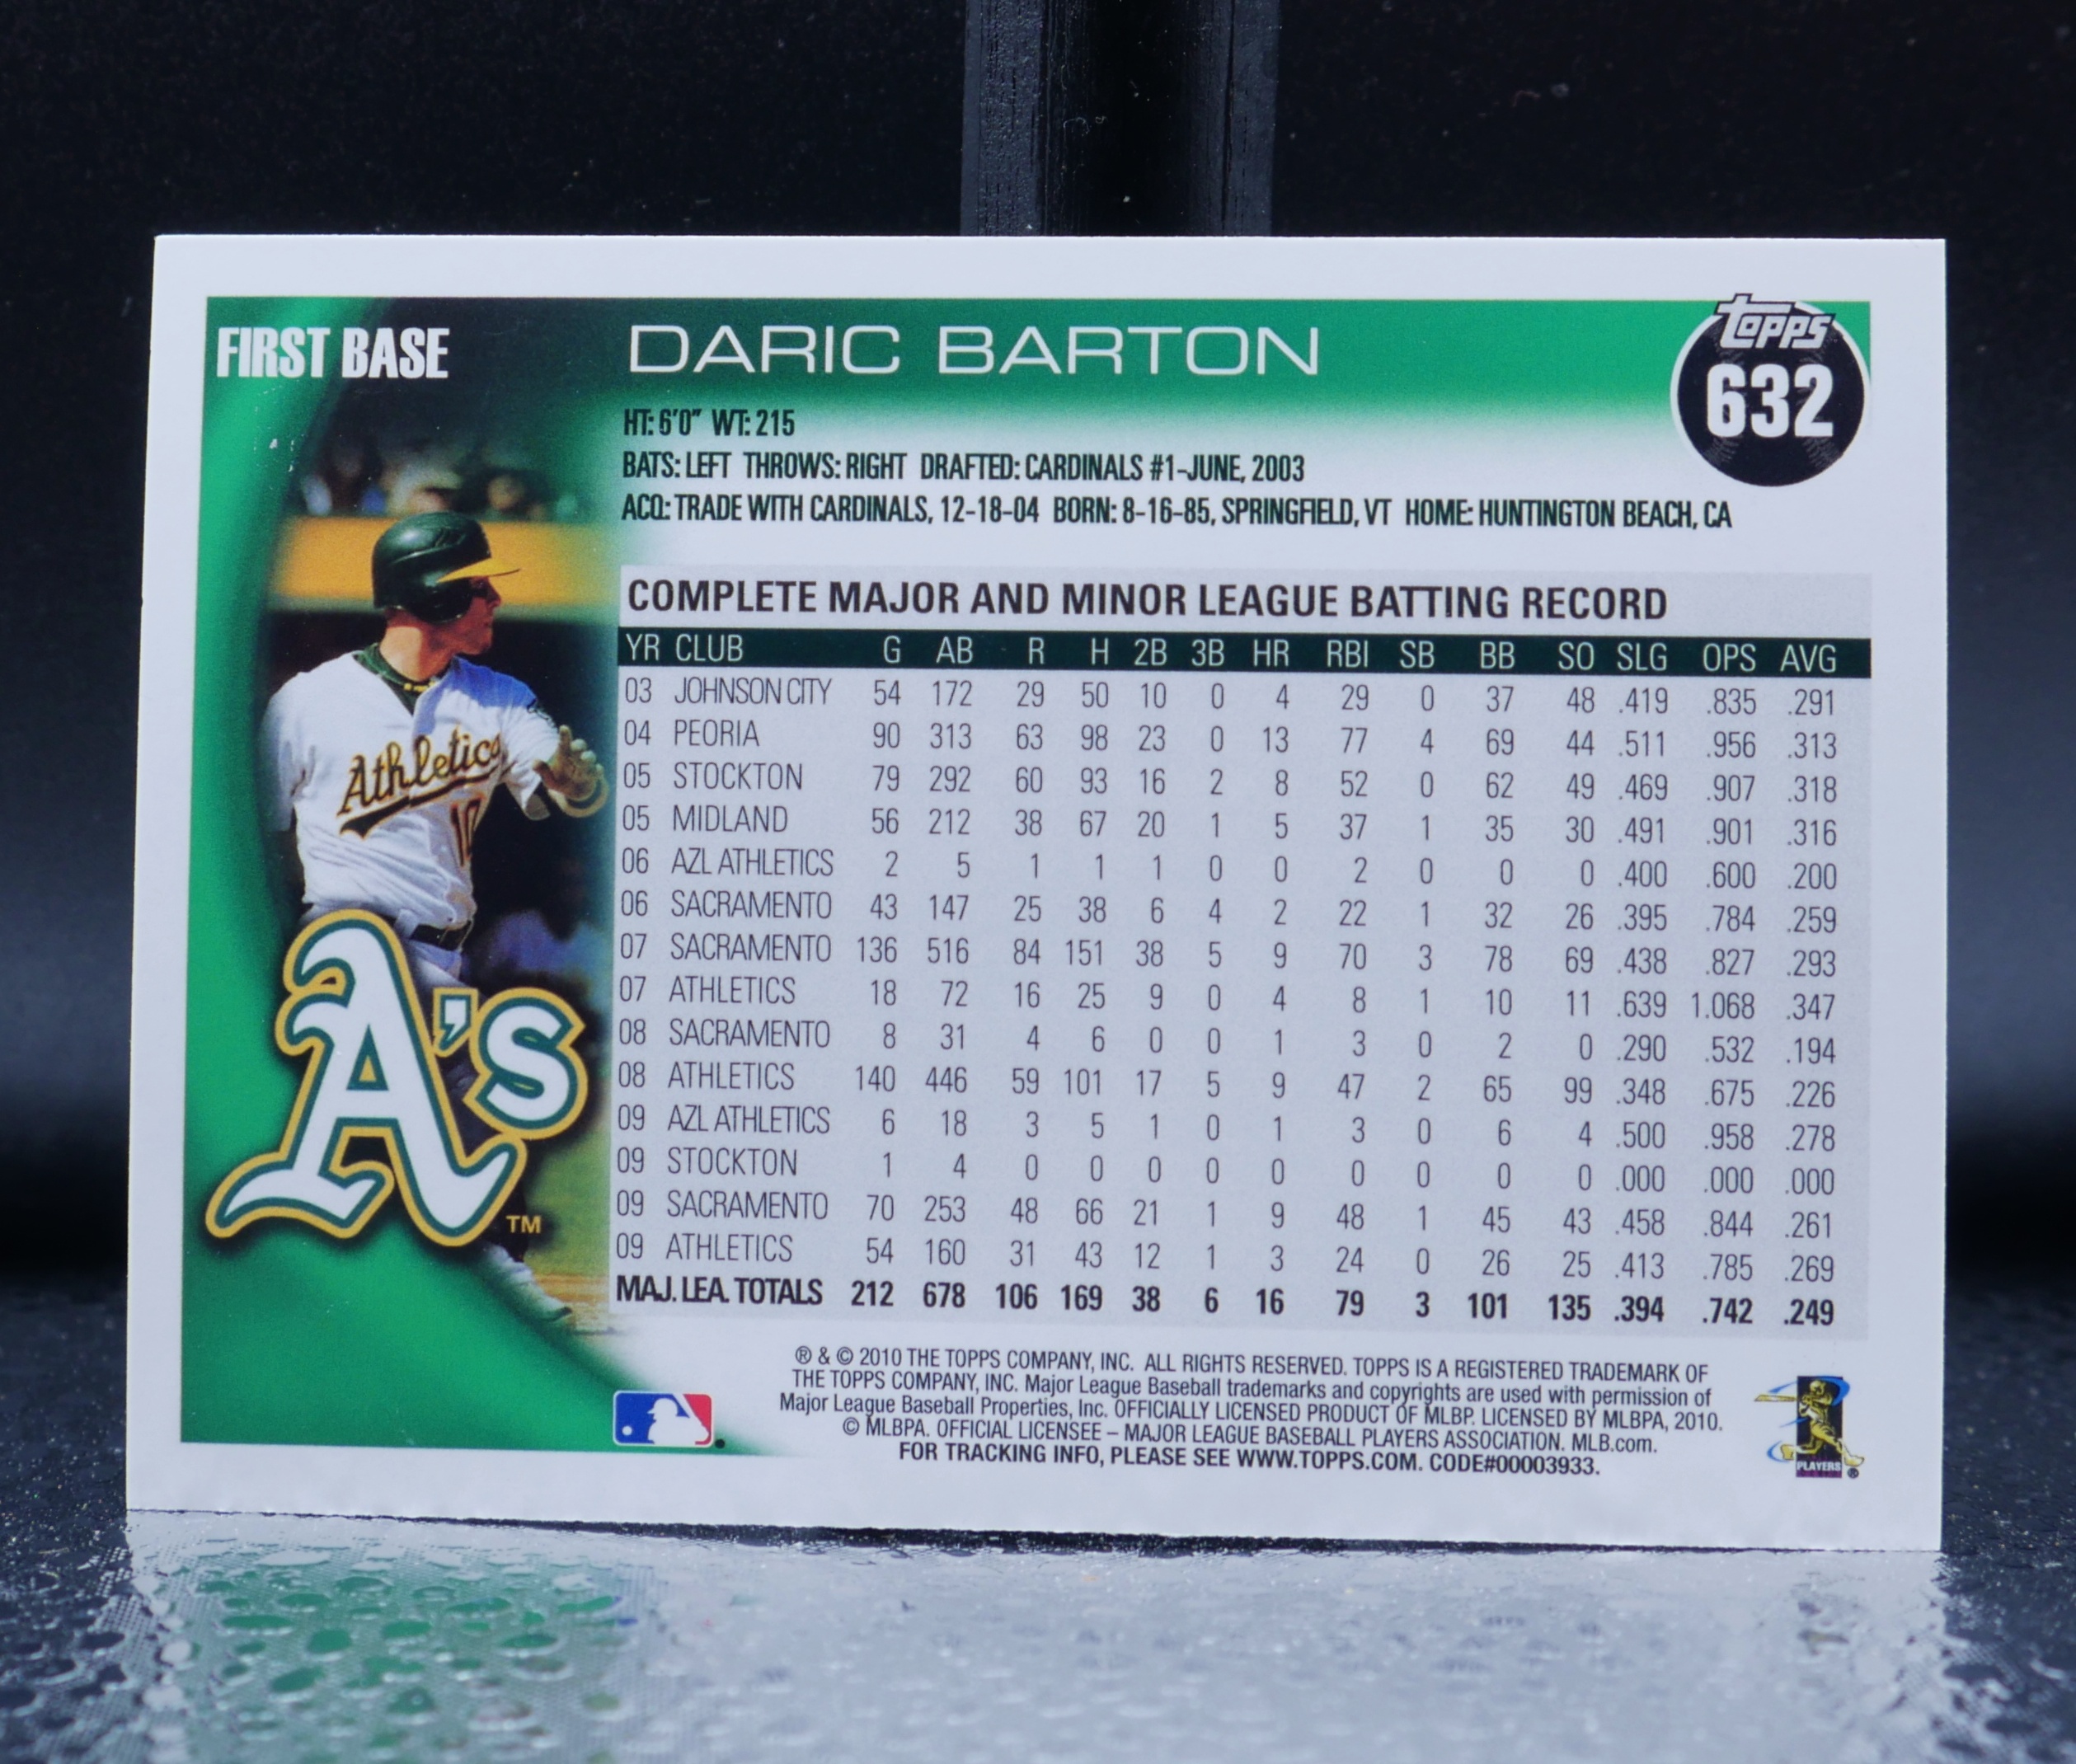 FIRST BASE
DARIC BARTON
TOPPS
632
HT: 6'0" WT: 215
BATS: LEFT THROWS: RIGHT DRAFTED: CARDINALS #1-JUNE, 2003
ACQ: TRADE WITH CARDINALS, 12-18-04 BORN: 8-16-85, SPRINGFIELD, VT HOME: HUNTINGTON BEACH, CA
COMPLETE MAJOR AND MINOR LEAGUE BATTING RECORD
YR CLUB G AB R H 2B 3B HR RBI SB BB SO SLG OPS AVG
03 JOHNSON CITY 54 172 29 50 10 0 4 29 0 37 48 .419 .835 .291
04 PEORIA 90 313 63 98 23 0 13 77 4 69 44 .511 .956 .313
05 STOCKTON 79 292 60 93 16 2 8 52 0 62 49 .469 .907 .318
05 MIDLAND 56 212 38 67 20 1 5 37 1 35 30 .491 .901 .316
06 AZL ATHLETICS 2 5 1 1 1 0 0 2 0 0 0 .400 .600 .200
06 SACRAMENTO 43 147 25 38 6 4 2 22 1 32 26 .395 .784 .259
07 SACRAMENTO 136 516 84 151 38 5 9 70 3 78 69 .438 .827 .293
07 ATHLETICS 18 72 16 25 9 0 4 8 1 10 11 .639 1.068 .347
08 SACRAMENTO 8 31 4 6 0 0 1 3 0 2 0 .290 .532 .194
08 ATHLETICS 140 446 59 101 17 5 9 47 2 65 99 .348 .675 .226
09 AZL ATHLETICS 6 18 3 5 1 0 1 3 0 6 4 .500 .958 .278
09 STOCKTON 1 4 0 0 0 0 0 0 0 0 0 .000 .000 .000
09 SACRAMENTO 70 253 48 66 21 1 9 48 1 45 43 .458 .844 .261
09 ATHLETICS 54 160 31 43 12 1 3 24 0 26 25 .413 .785 .269
MAJ. LEA. TOTALS 212 678 106 169 38 6 16 79 3 101 135 .394 .742 .249
Athletics
10
A's
TM
® & © 2010 THE TOPPS COMPANY, INC. ALL RIGHTS RESERVED. TOPPS IS A REGISTERED TRADEMARK OF
THE TOPPS COMPANY, INC. Major League Baseball trademarks and copyrights are used with permission of
Major League Baseball Properties, Inc. OFFICIALLY LICENSED PRODUCT OF MLBP. LICENSED BY MLBPA, 2010.
© MLBPA. OFFICIAL LICENSEE – MAJOR LEAGUE BASEBALL PLAYERS ASSOCIATION. MLB.com.
FOR TRACKING INFO, PLEASE SEE WWW.TOPPS.COM. CODE#00003933.
PLAYERS
®